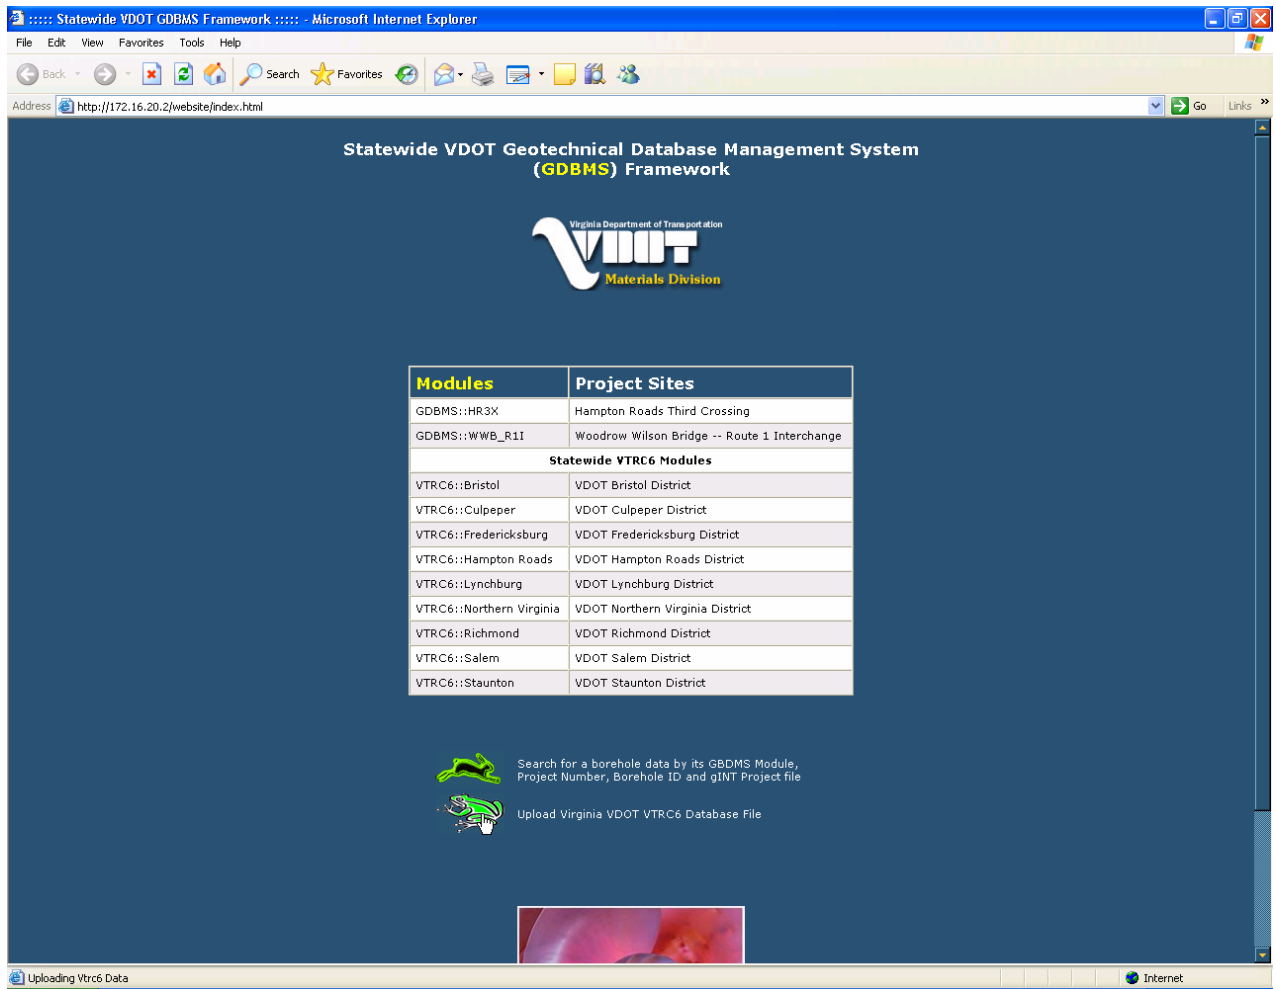 ::::: Statewide VDOT GDBMS Framework ::::: - Microsoft Internet Explorer
File Edit View Favorites Tools Help
Back Search Favorites
Address http://172.16.20.2/website/index.html Go Links »
Statewide VDOT Geotechnical Database Management System
(GDBMS) Framework
Virginia Department of Transportation
VDOT
Materials Division
Modules Project Sites
GDBMS::HR3X Hampton Roads Third Crossing
GDBMS::WWB_R1I Woodrow Wilson Bridge -- Route 1 Interchange
Statewide VTRC6 Modules
VTRC6::Bristol VDOT Bristol District
VTRC6::Culpeper VDOT Culpeper District
VTRC6::Fredericksburg VDOT Fredericksburg District
VTRC6::Hampton Roads VDOT Hampton Roads District
VTRC6::Lynchburg VDOT Lynchburg District
VTRC6::Northern Virginia VDOT Northern Virginia District
VTRC6::Richmond VDOT Richmond District
VTRC6::Salem VDOT Salem District
VTRC6::Staunton VDOT Staunton District
Search for a borehole data by its GBDMS Module,
Project Number, Borehole ID and gINT Project file
Upload Virginia VDOT VTRC6 Database File
Uploading Vtrc6 Data Internet